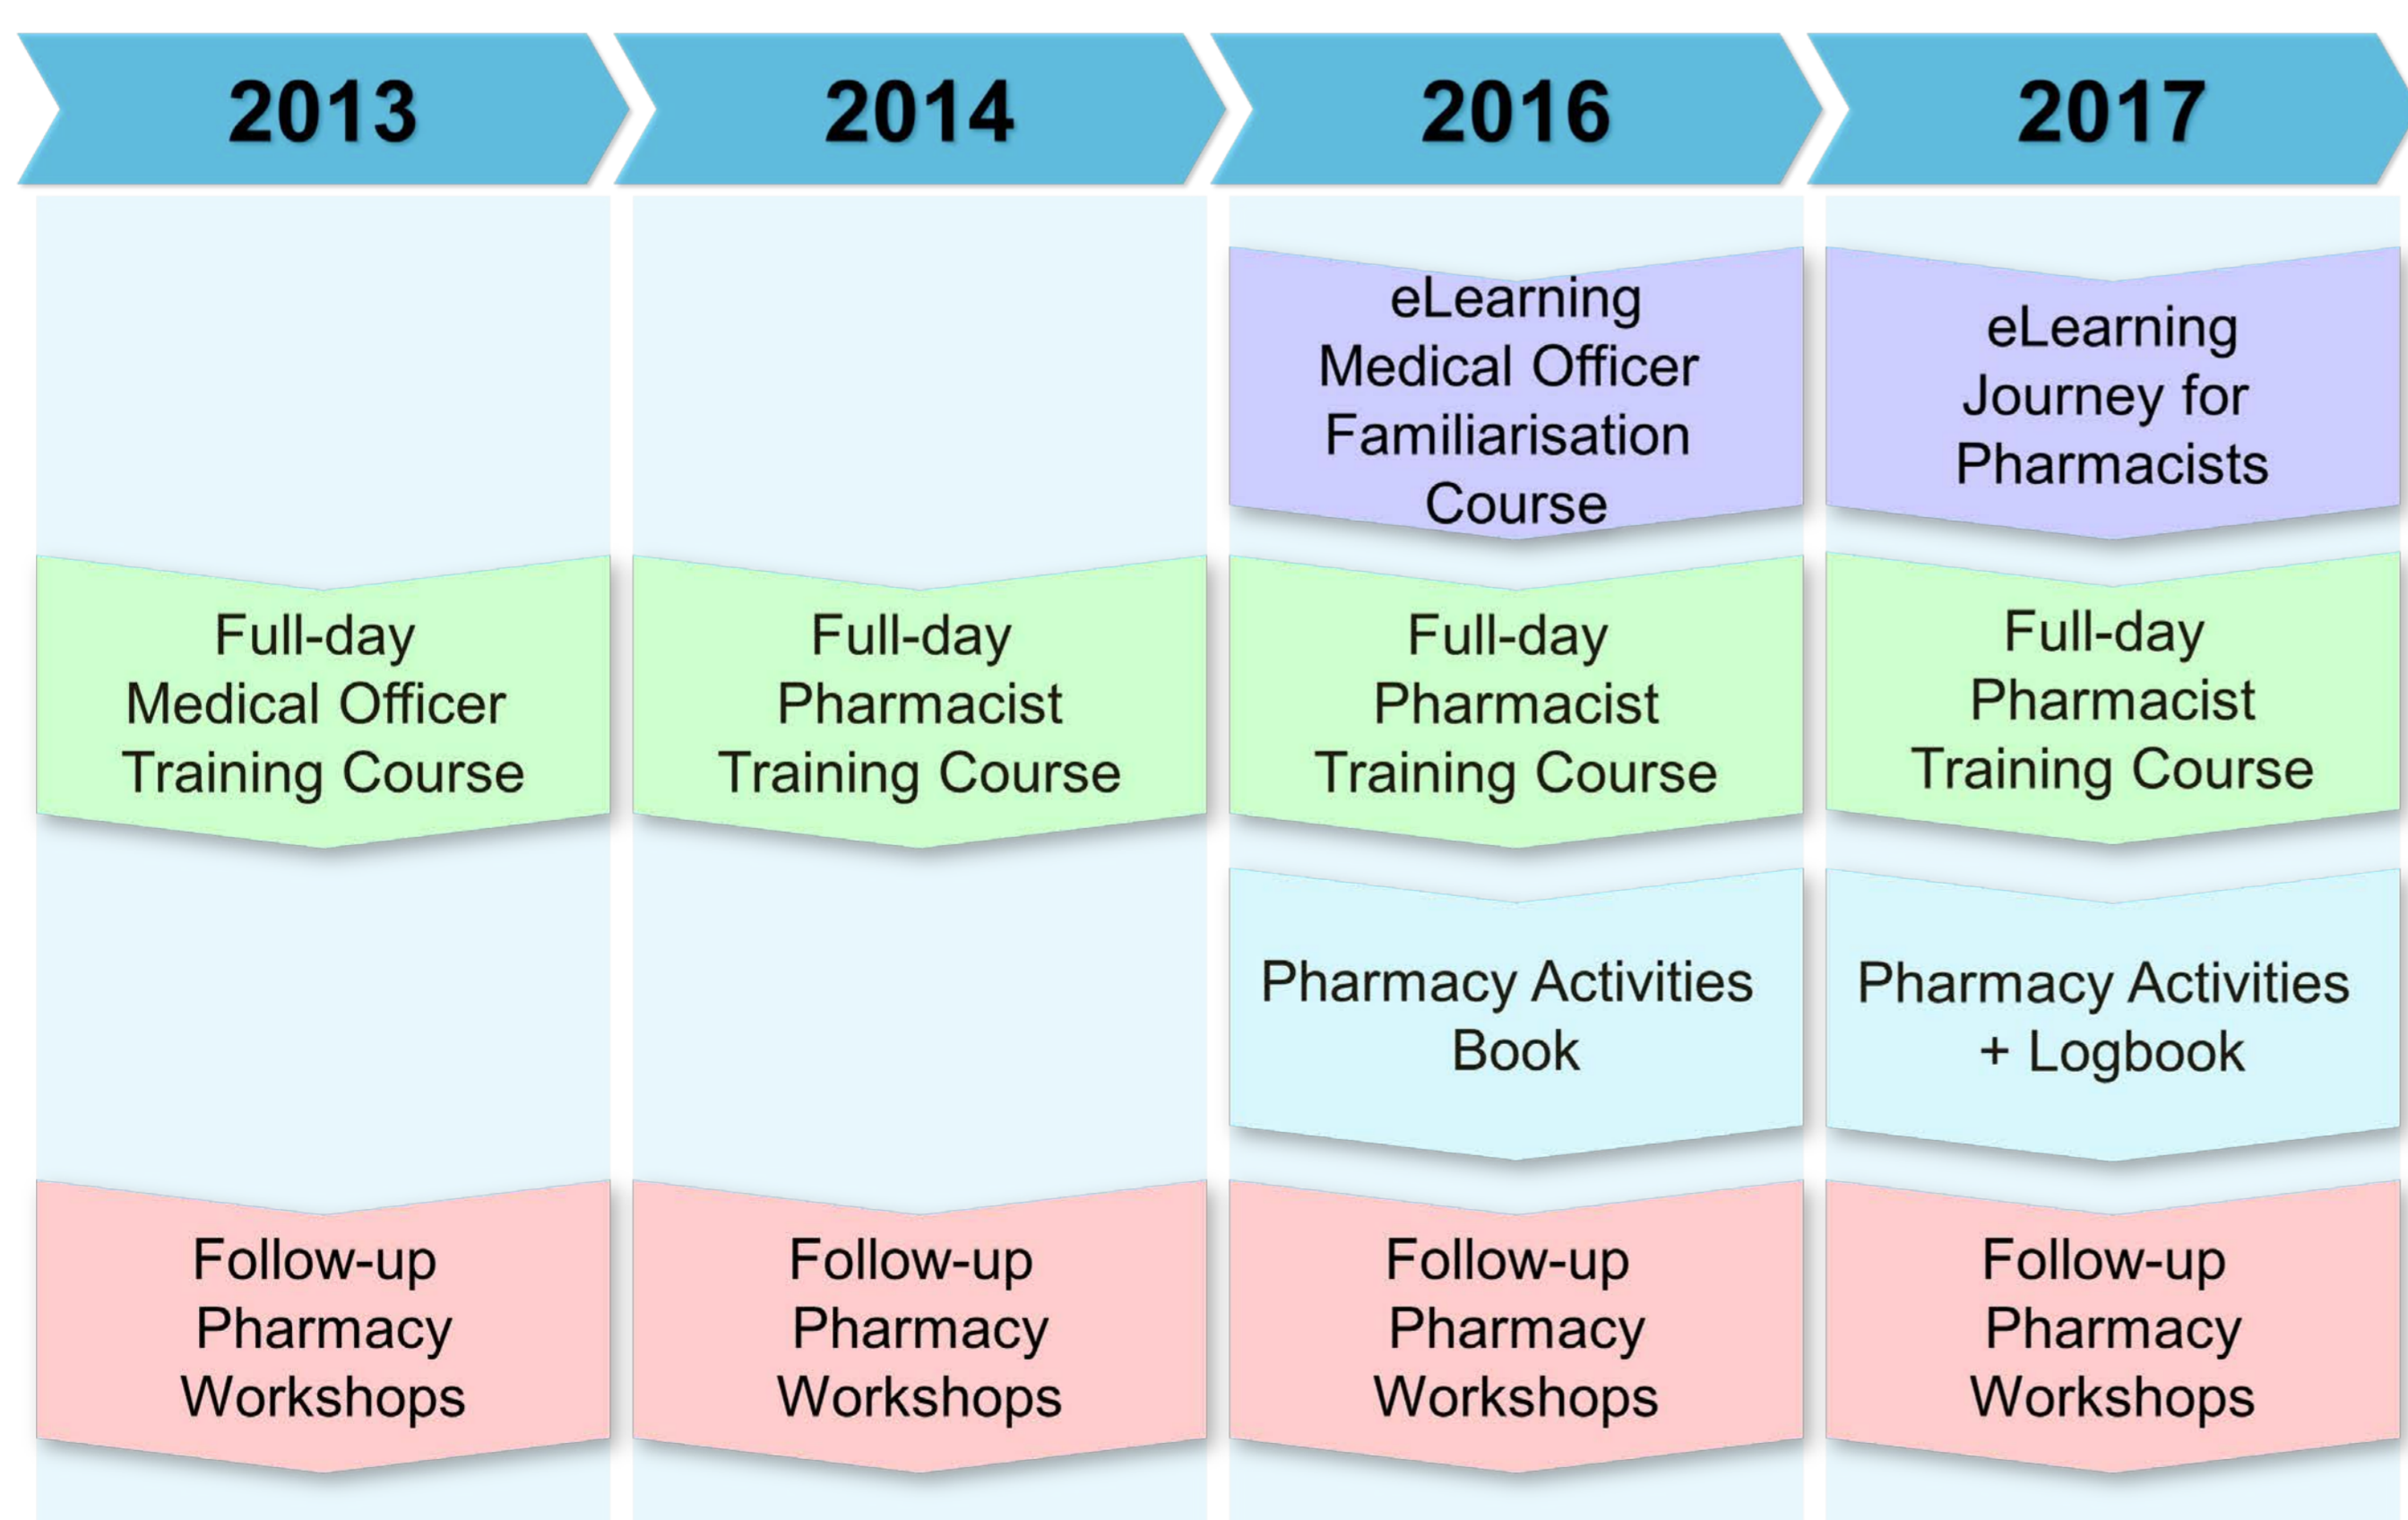 2013
2014
2016
2017
eLearning
Medical Officer
Familiarisation
Course
eLearning
Journey for
Pharmacists
Full-day
Medical Officer
Training Course
Full-day
Pharmacist
Training Course
Full-day
Pharmacist
Training Course
Full-day
Pharmacist
Training Course
Pharmacy Activities
Book
Pharmacy Activities
+ Logbook
Follow-up
Pharmacy
Workshops
Follow-up
Pharmacy
Workshops
Follow-up
Pharmacy
Workshops
Follow-up
Pharmacy
Workshops